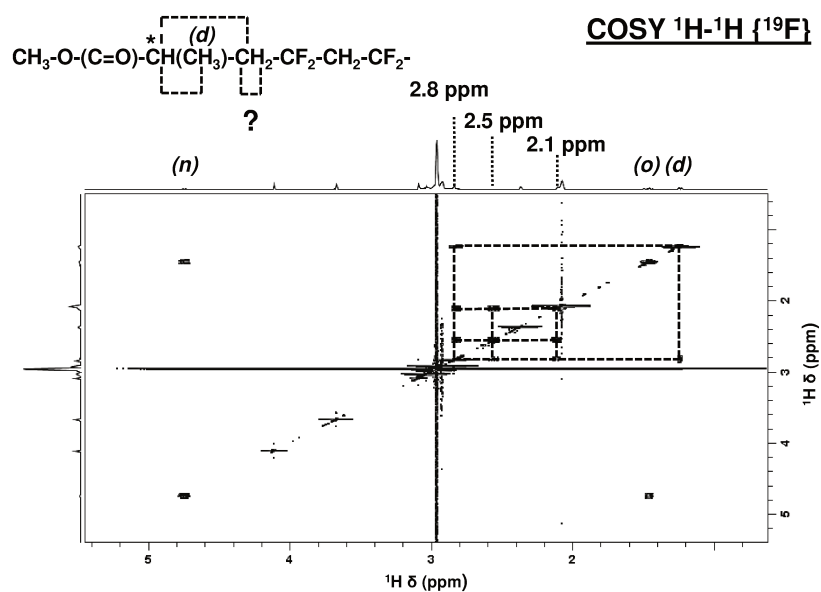 COSY ¹H-¹H {¹⁹F}
* (d)
CH₃-O-(C=O)-CH(CH₃)-CH₂-CF₂-CH₂-CF₂-
?
2.8 ppm
2.5 ppm
2.1 ppm
(n) (o) (d)
2
3
4
5
¹H δ (ppm)
5 4 3 2
¹H δ (ppm)